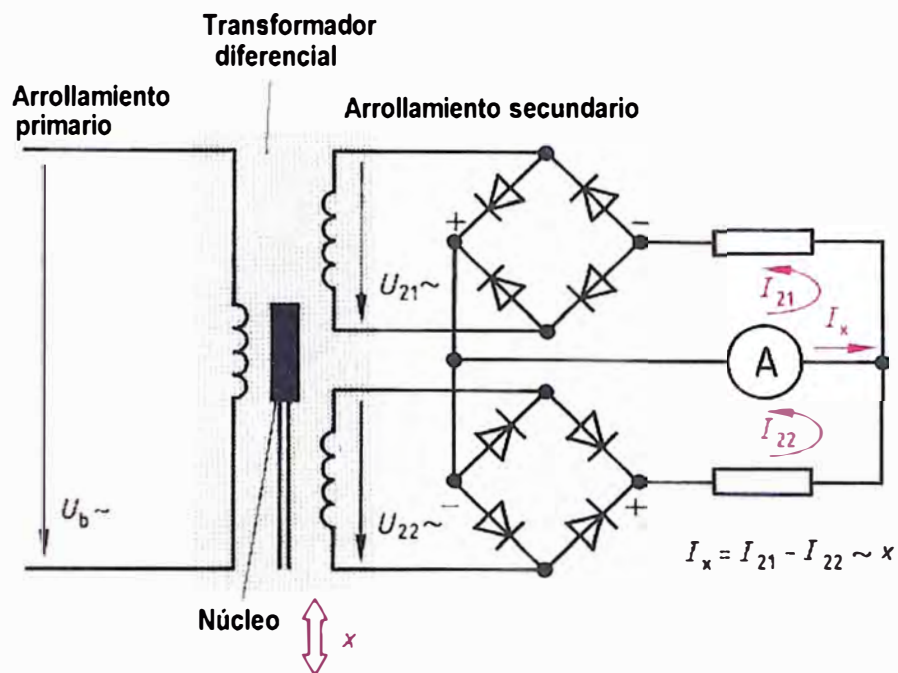 Transformador
diferencial
Arrollamiento
primario
Arrollamiento secundario
+
-
U21~
I21
Ix
A
I22
Ub~
U22~
-
+
Ix = I21 - I22 ~ x
Núcleo
x